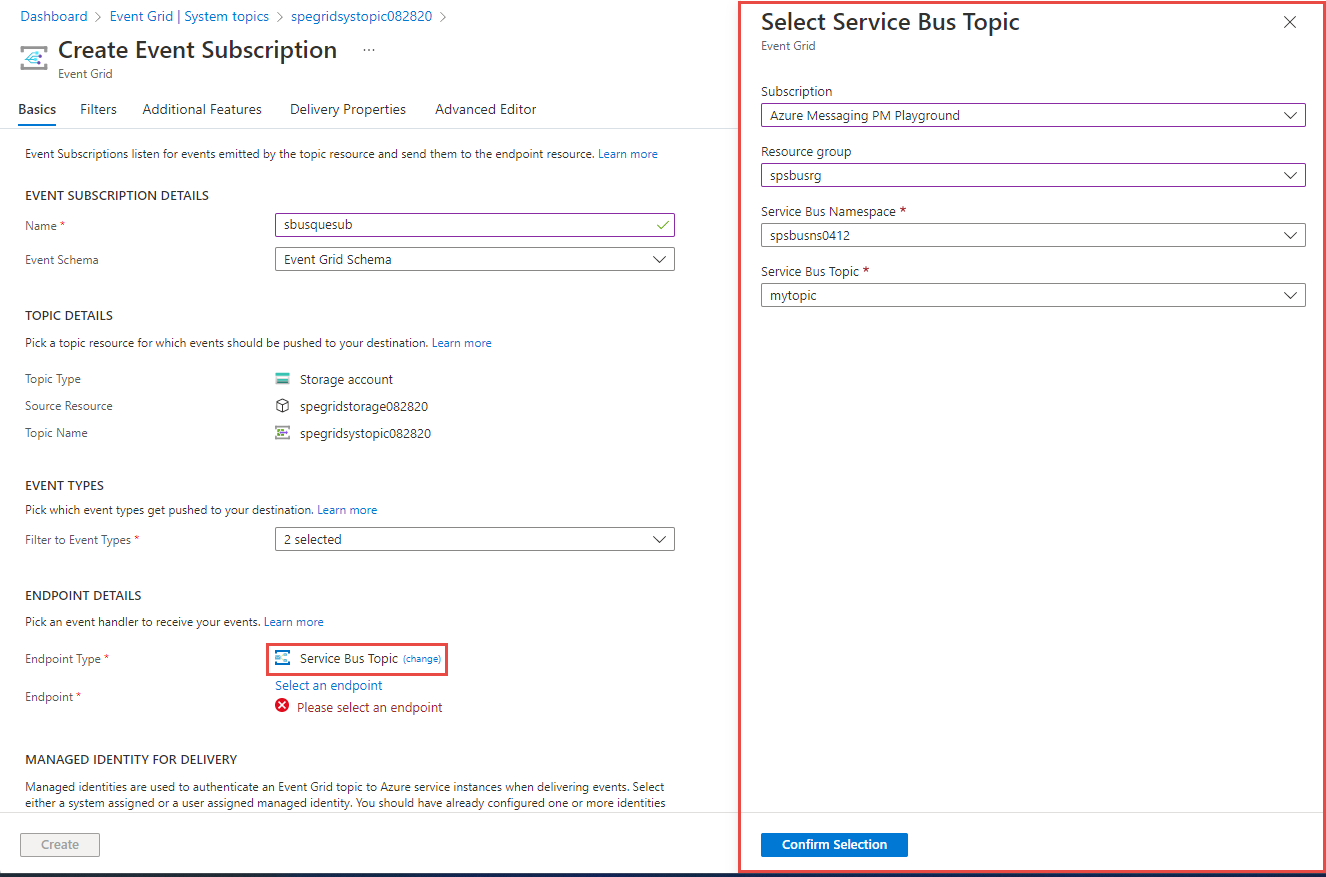 Dashboard > Event Grid | System topics > spegridsystopic082820 >
Create Event Subscription ...
Event Grid
Basics Filters Additional Features Delivery Properties Advanced Editor
Event Subscriptions listen for events emitted by the topic resource and send them to the endpoint resource. Learn more
EVENT SUBSCRIPTION DETAILS
Name * sbusquesub
Event Schema Event Grid Schema
TOPIC DETAILS
Pick a topic resource for which events should be pushed to your destination. Learn more
Topic Type Storage account
Source Resource spegridstorage082820
Topic Name spegridsystopic082820
EVENT TYPES
Pick which event types get pushed to your destination. Learn more
Filter to Event Types * 2 selected
ENDPOINT DETAILS
Pick an event handler to receive your events. Learn more
Endpoint Type * Service Bus Topic (change)
Endpoint * Select an endpoint
Please select an endpoint
MANAGED IDENTITY FOR DELIVERY
Managed identities are used to authenticate an Event Grid topic to Azure service instances when delivering events. Select
either a system assigned or a user assigned managed identity. You should have already configured one or more identities
Create
Select Service Bus Topic
Event Grid
Subscription
Azure Messaging PM Playground
Resource group
spsbusrg
Service Bus Namespace *
spsbusns0412
Service Bus Topic *
mytopic
Confirm Selection